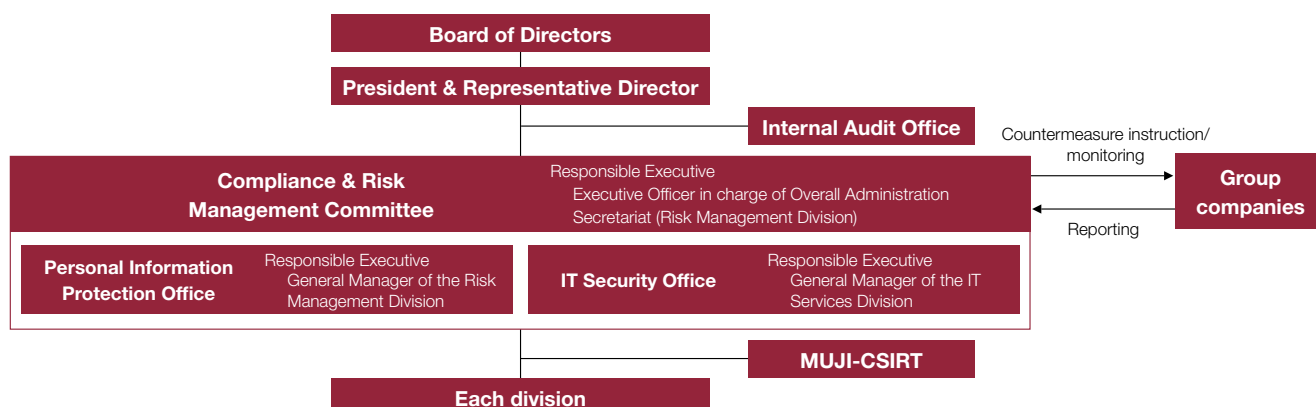 Board of Directors
President & Representative Director
Internal Audit Office
Countermeasure instruction/
monitoring
Compliance & Risk
Management Committee
Responsible Executive
Executive Officer in charge of Overall Administration
Secretariat (Risk Management Division)
Group
companies
Reporting
Personal Information
Protection Office
Responsible Executive
General Manager of the Risk
Management Division
IT Security Office
Responsible Executive
General Manager of the IT
Services Division
MUJI-CSIRT
Each division